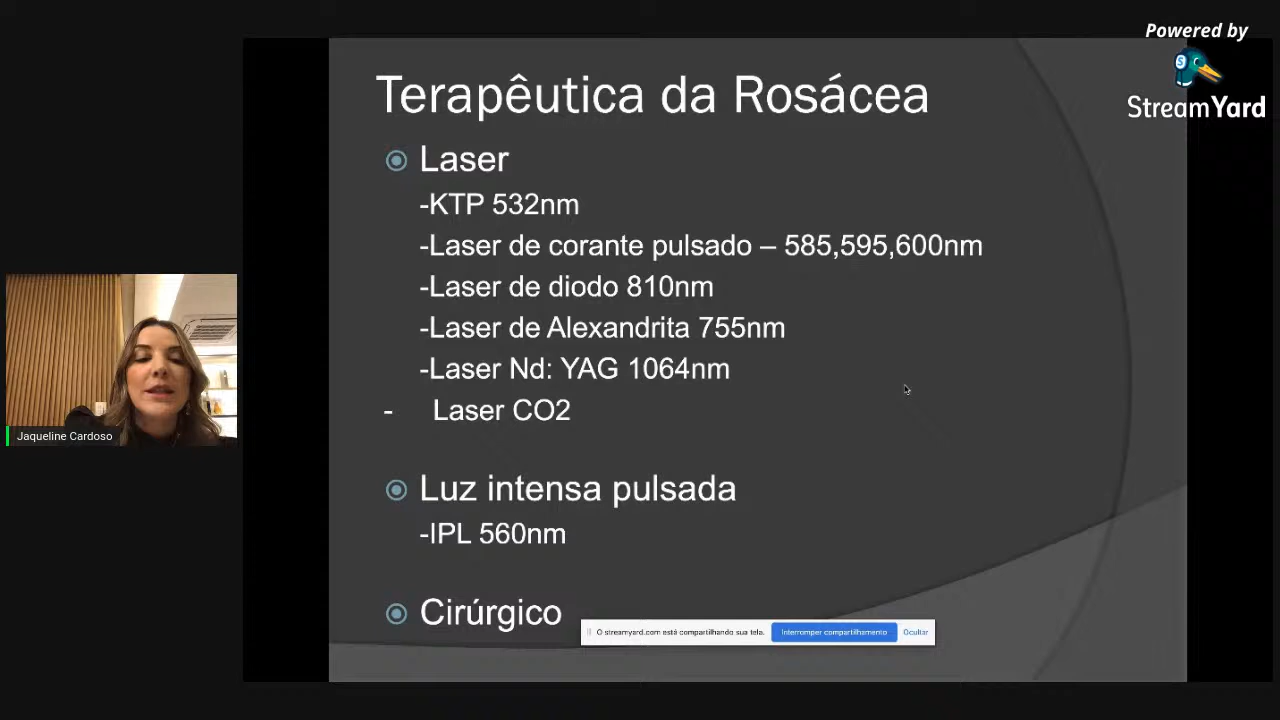 Powered by
StreamYard
Terapêutica da Rosácea
Laser
-KTP 532nm
-Laser de corante pulsado – 585,595,600nm
-Laser de diodo 810nm
-Laser de Alexandrita 755nm
-Laser Nd: YAG 1064nm
- Laser CO2
Jaqueline Cardoso
Luz intensa pulsada
-IPL 560nm
Cirúrgico
O streamyard.com está compartilhando sua tela. Interromper compartilhamento Ocultar